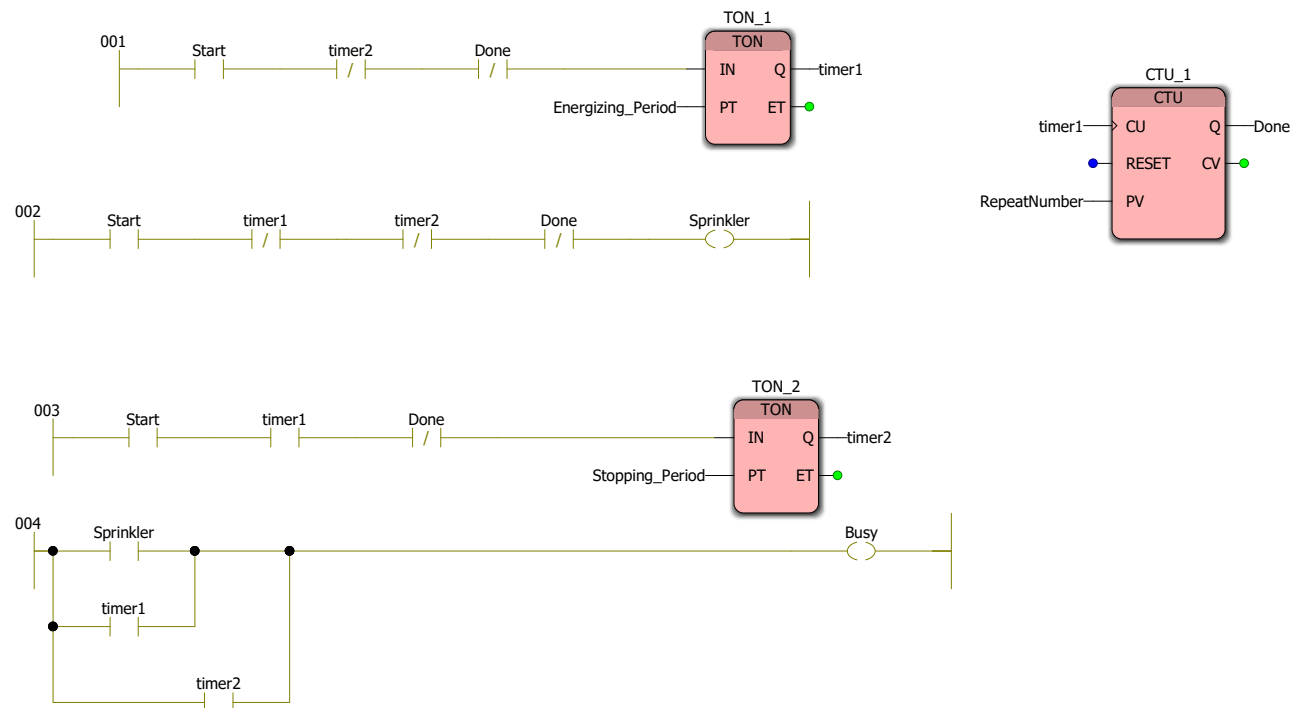 TON_1
001 Start timer2 Done TON
IN Q timer1
Energizing_Period PT ET
CTU_1
CTU
timer1 CU Q Done
RESET CV
RepeatNumber PV
002 Start timer1 timer2 Done Sprinkler
TON_2
003 Start timer1 Done TON
IN Q timer2
Stopping_Period PT ET
004 Sprinkler Busy
timer1
timer2